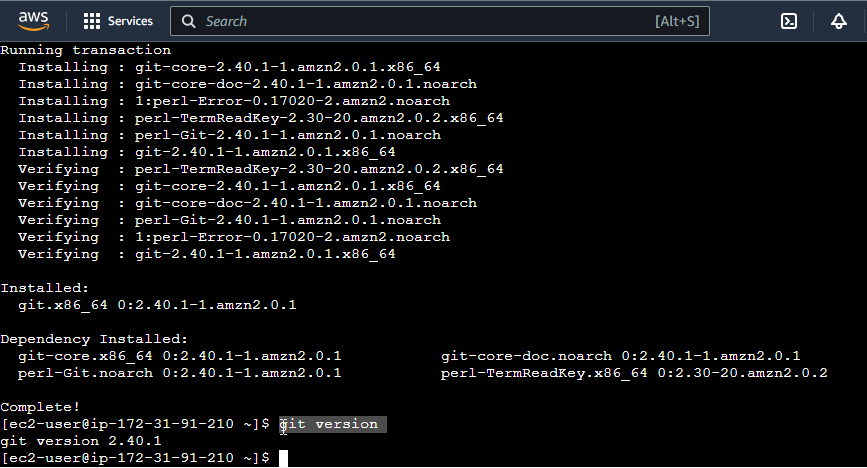 aws Services Search [Alt+S]
Running transaction
  Installing : git-core-2.40.1-1.amzn2.0.1.x86_64
  Installing : git-core-doc-2.40.1-1.amzn2.0.1.noarch
  Installing : 1:perl-Error-0.17020-2.amzn2.noarch
  Installing : perl-TermReadKey-2.30-20.amzn2.0.2.x86_64
  Installing : perl-Git-2.40.1-1.amzn2.0.1.noarch
  Installing : git-2.40.1-1.amzn2.0.1.x86_64
  Verifying  : perl-TermReadKey-2.30-20.amzn2.0.2.x86_64
  Verifying  : git-core-2.40.1-1.amzn2.0.1.x86_64
  Verifying  : git-core-doc-2.40.1-1.amzn2.0.1.noarch
  Verifying  : perl-Git-2.40.1-1.amzn2.0.1.noarch
  Verifying  : 1:perl-Error-0.17020-2.amzn2.noarch
  Verifying  : git-2.40.1-1.amzn2.0.1.x86_64
Installed:
  git.x86_64 0:2.40.1-1.amzn2.0.1
Dependency Installed:
  git-core.x86_64 0:2.40.1-1.amzn2.0.1           git-core-doc.noarch 0:2.40.1-1.amzn2.0.1
  perl-Git.noarch 0:2.40.1-1.amzn2.0.1           perl-TermReadKey.x86_64 0:2.30-20.amzn2.0.2
Complete!
[ec2-user@ip-172-31-91-210 ~]$ git version
git version 2.40.1
[ec2-user@ip-172-31-91-210 ~]$